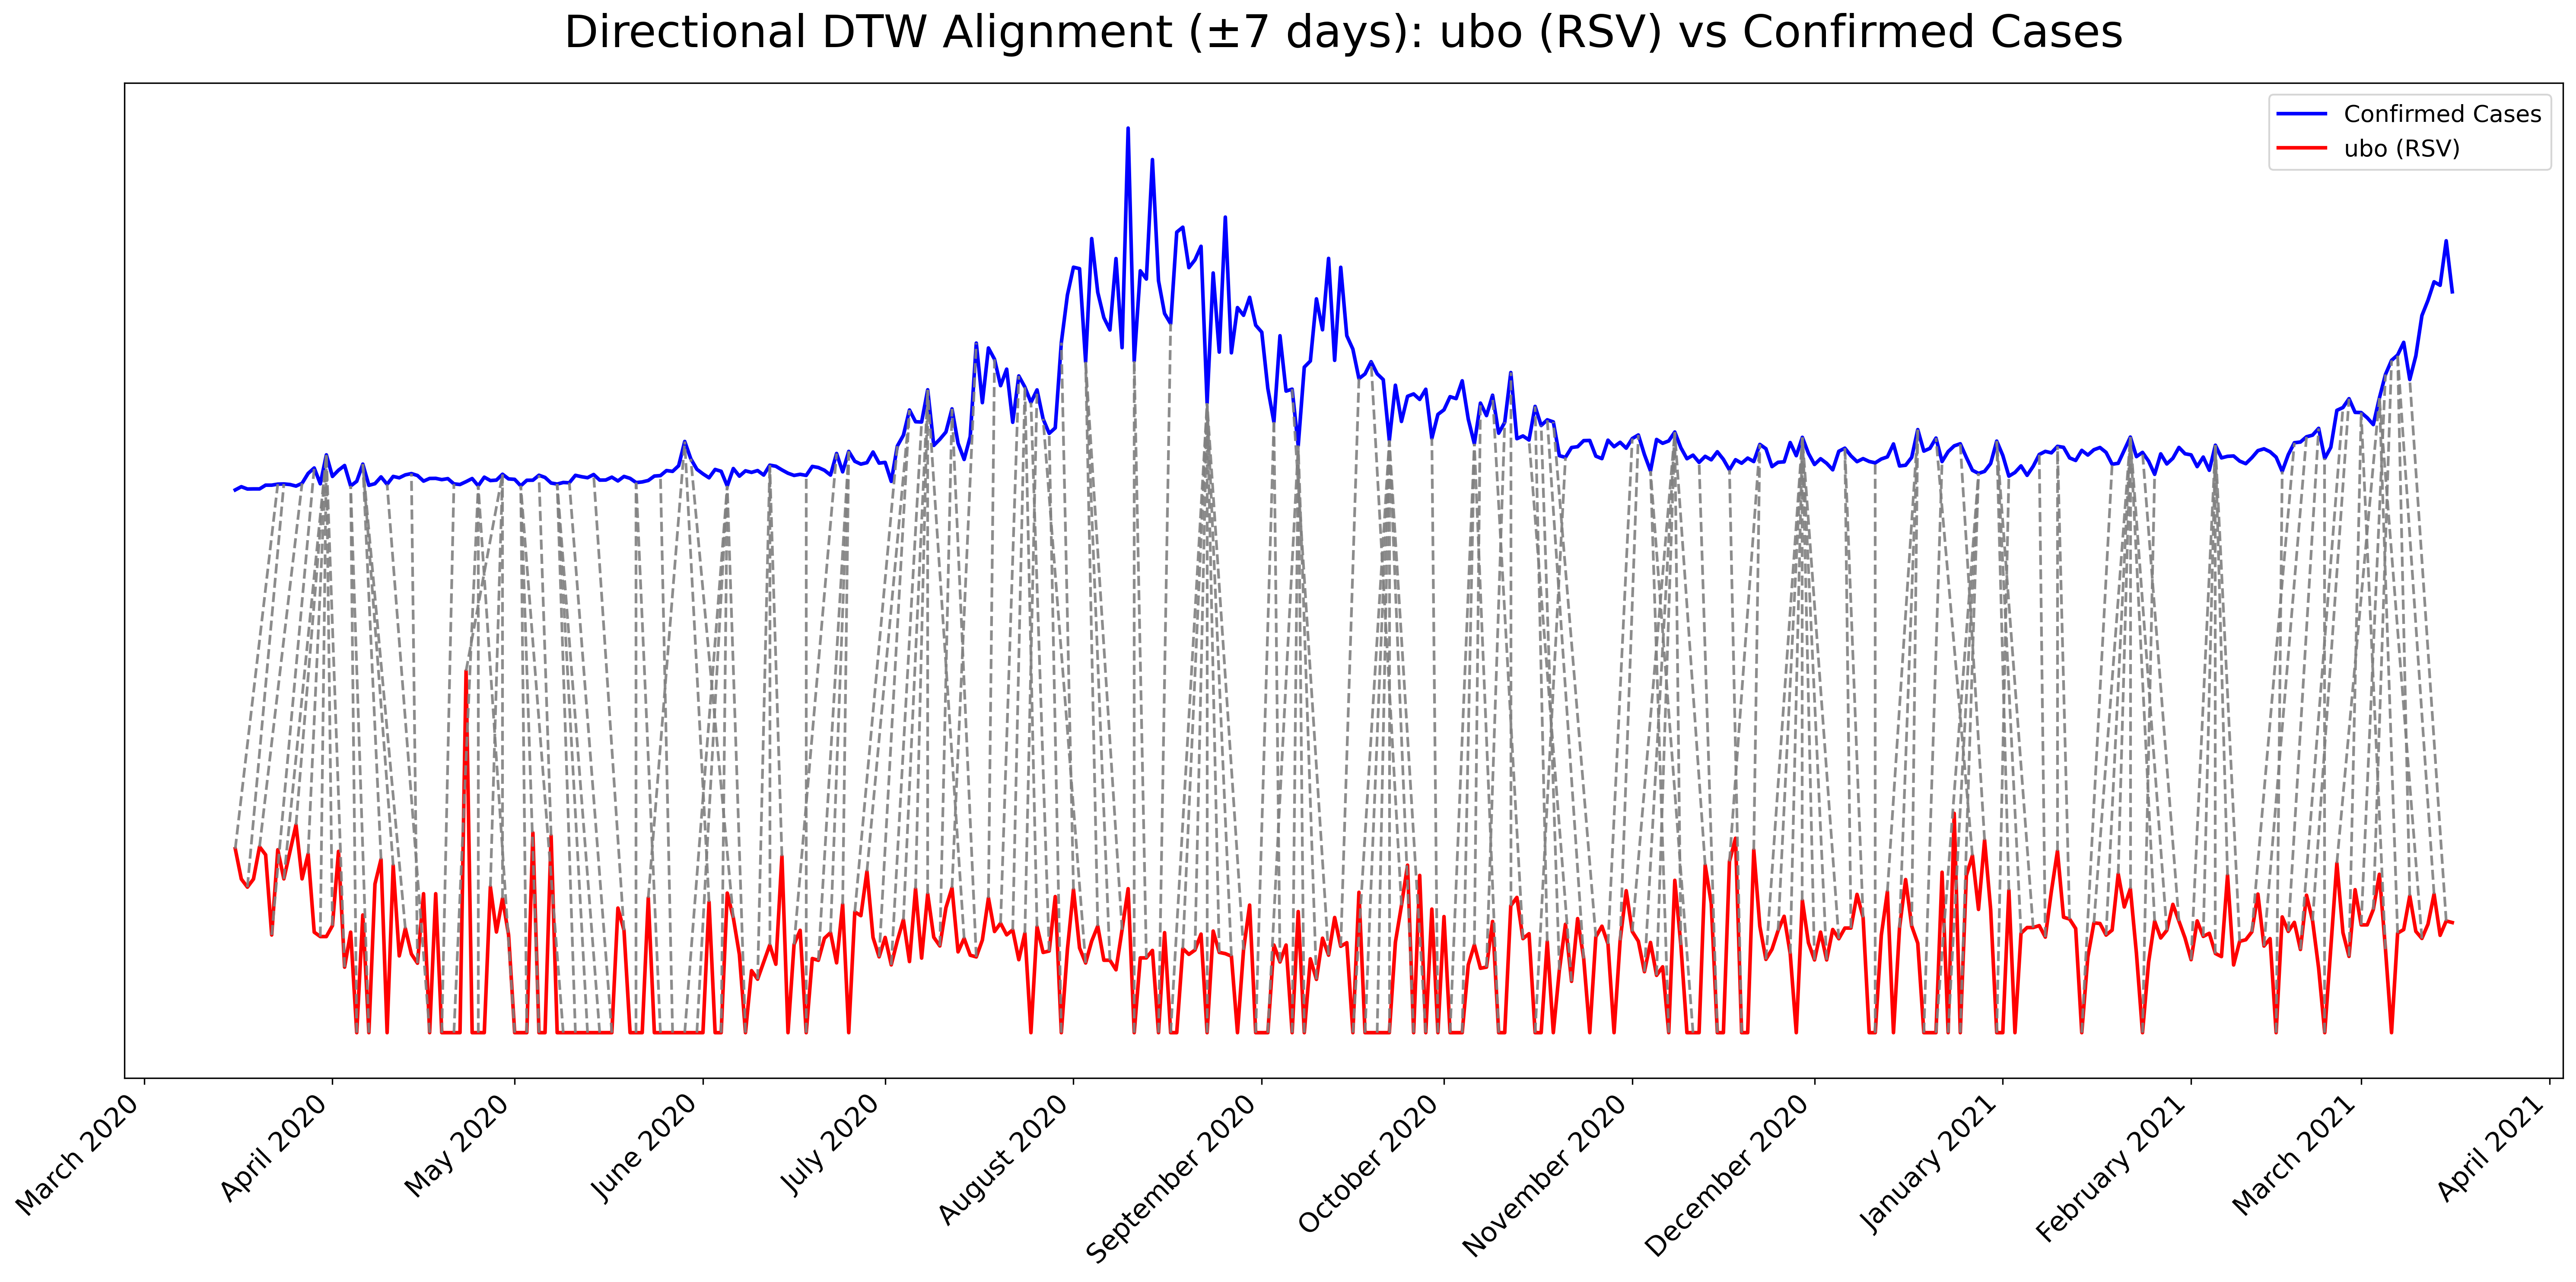 Directional DTW Alignment (±7 days): ubo (RSV) vs Confirmed Cases
Confirmed Cases
ubo (RSV)
March 2020
April 2020
May 2020
June 2020
July 2020
August 2020
September 2020
October 2020
November 2020
December 2020
January 2021
February 2021
March 2021
April 2021